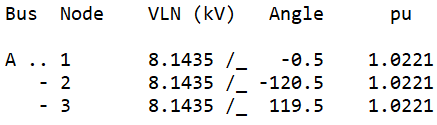 Bus  Node    VLN (kV)   Angle      pu
A .. 1       8.1435 /_   -0.5    1.0221
   - 2       8.1435 /_ -120.5    1.0221
   - 3       8.1435 /_  119.5    1.0221